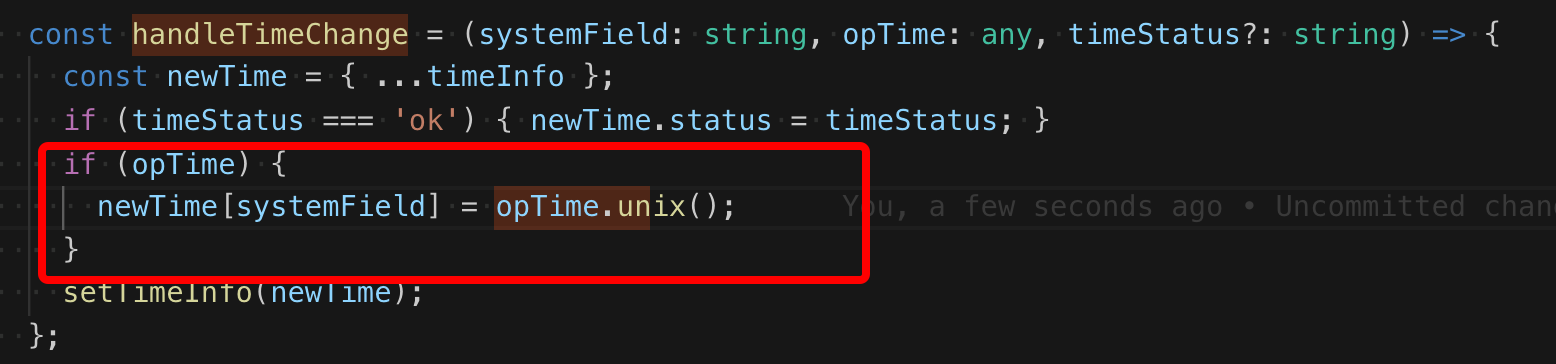 const handleTimeChange = (systemField: string, opTime: any, timeStatus?: string) => {
const newTime = { ...timeInfo };
if (timeStatus === 'ok') { newTime.status = timeStatus; }
if (opTime) {
newTime[systemField] = opTime.unix(); You, a few seconds ago • Uncommitted chan
}
setTimeInfo(newTime);
};